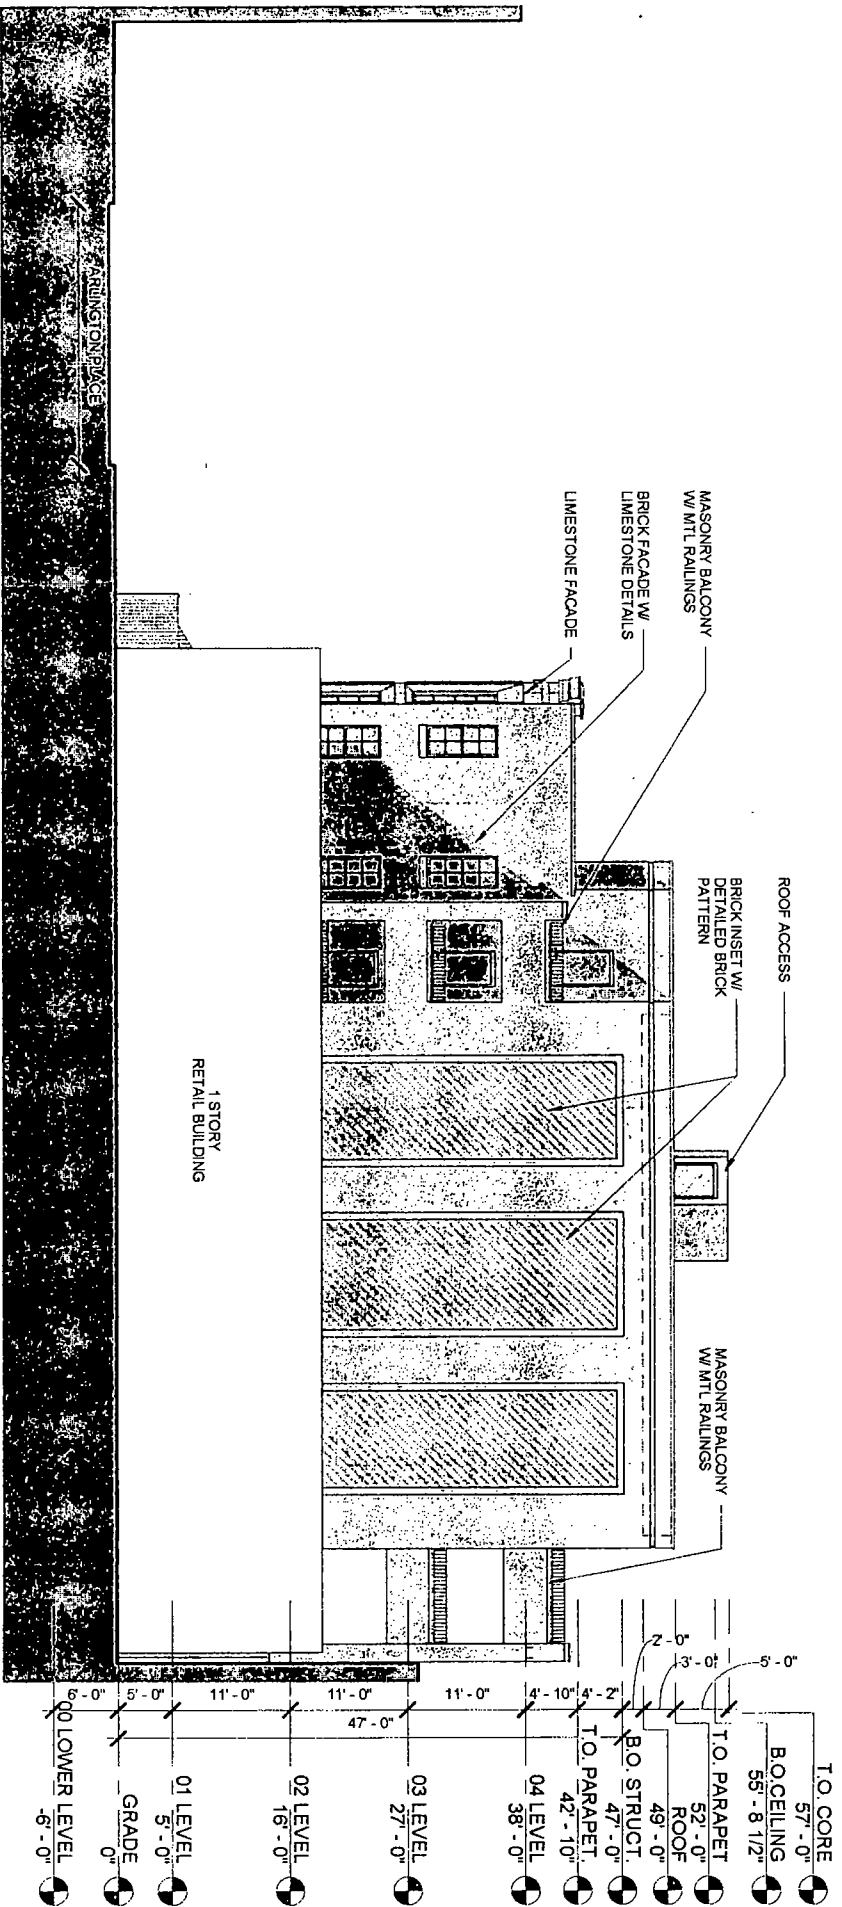 ROOF ACCESS
BRICK INSET W/
DETAILED BRICK
PATTERN
MASONRY BALCONY
W/ MTL RAILINGS
BRICK FACADE W/
LIMESTONE DETAILS
LIMESTONE FACADE
MASONRY BALCONY
W/ MTL RAILINGS
1 STORY
RETAIL BUILDING
ARLINGTON PLACE
5' - 0"
3' - 0"
2' - 0"
4' - 2"
4' - 10"
11' - 0"
11' - 0"
11' - 0"
5' - 0"
6' - 0"
47' - 0"
T.O. CORE
57' - 0"
B.O.CEILING
55' - 8 1/2"
T.O. PARAPET
52' - 0"
ROOF
49' - 0"
B.O. STRUCT.
47' - 0"
T.O. PARAPET.
42' - 10"
04 LEVEL
38' - 0"
03 LEVEL
27' - 0"
02 LEVEL
16' - 0"
01 LEVEL
5' - 0"
GRADE
0"
00 LOWER LEVEL
-6' - 0"